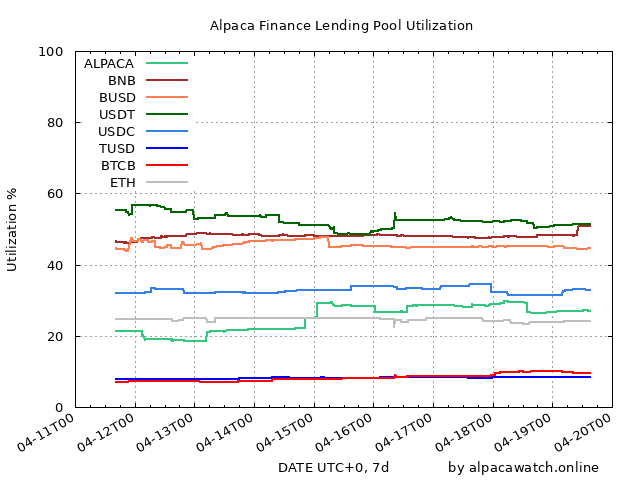 Alpaca Finance Lending Pool Utilization
100
80
60
40
20
0
Utilization %
ALPACA
BNB
BUSD
USDT
USDC
TUSD
BTCB
ETH
04-11T00
04-12T00
04-13T00
04-14T00
04-15T00
04-16T00
04-17T00
04-18T00
04-19T00
04-20T00
DATE UTC+0, 7d
by alpacawatch.online